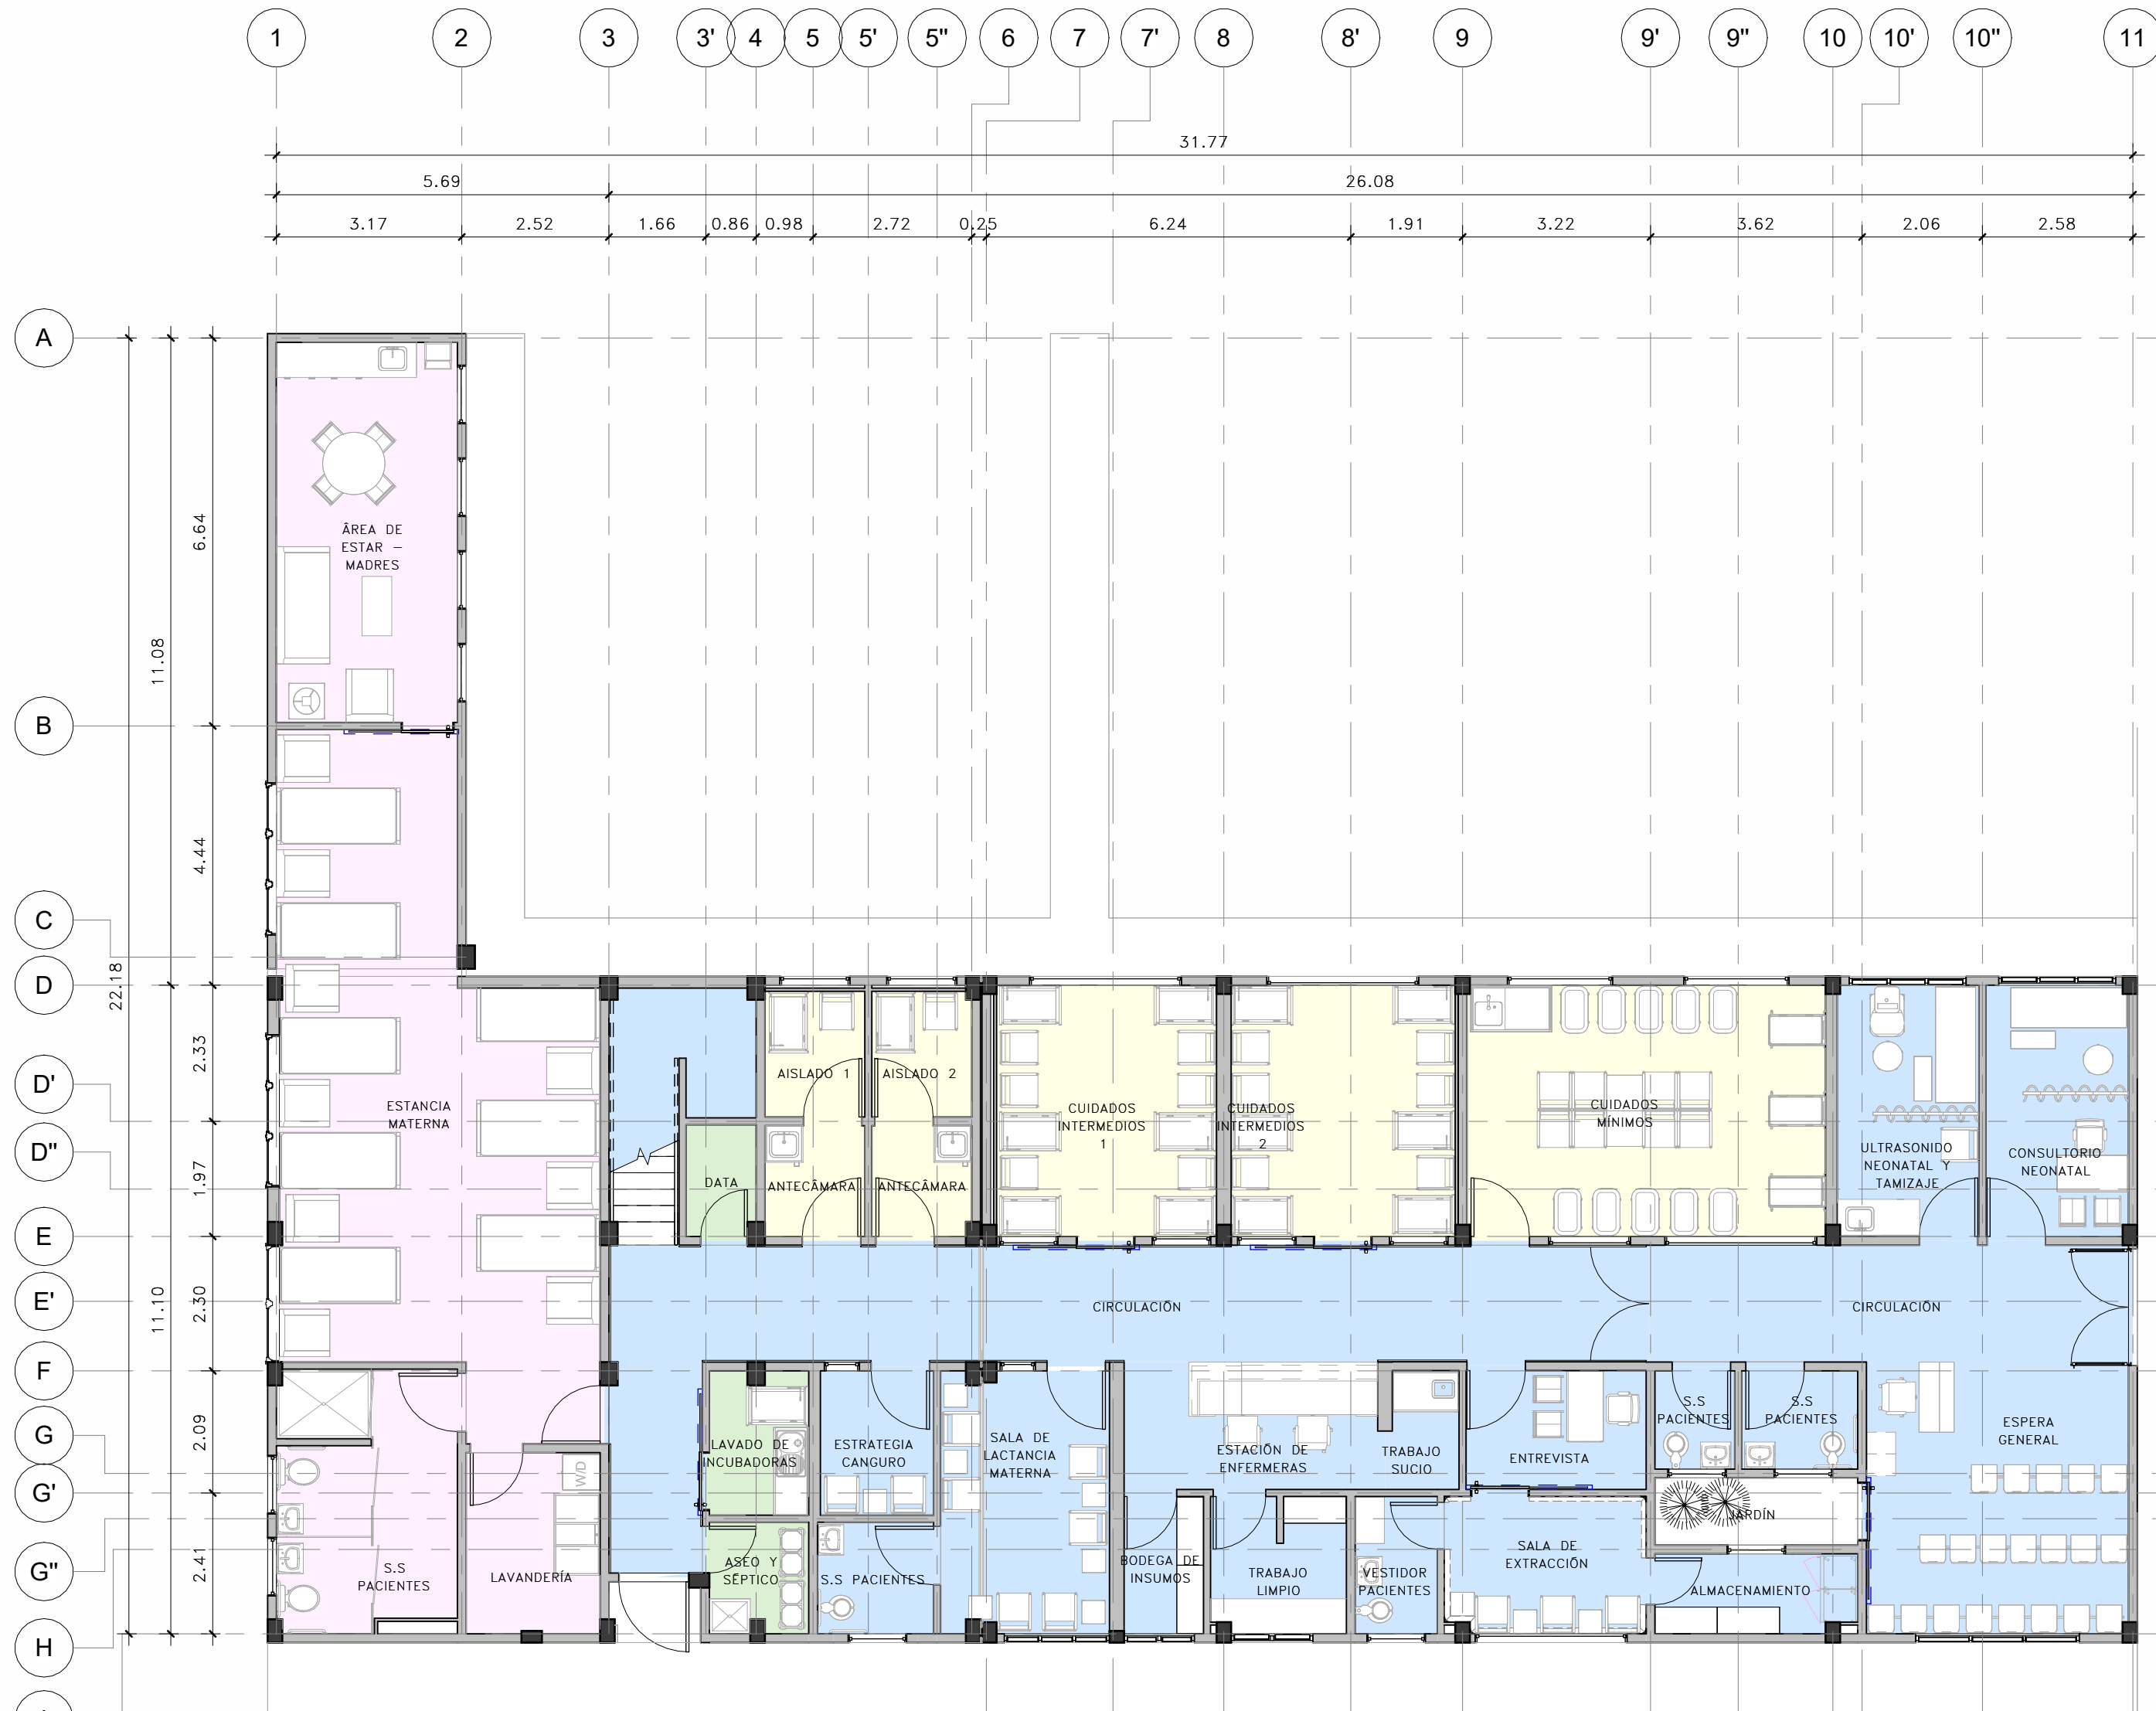 1 2 3 3' 4 5 5' 5" 6 7 7' 8 8' 9 9' 9" 10 10' 10" 11
31.77
5.69 26.08
3.17 2.52 1.66 0.86 0.98 2.72 0.25 6.24 1.91 3.22 3.62 2.06 2.58
A
B
C
D
D'
D"
E
E'
F
G
G'
G"
H
22.18
11.08
11.10
6.64
4.44
2.33
1.97
2.30
2.09
2.41
ÂREA DE
ESTAR –
MADRES
ESTANCIA
MATERNA
S.S
PACIENTES
LAVANDERÍA
W/D
DATA
AISLADO 1
AISLADO 2
ANTECÂMARA
ANTECÂMARA
CUIDADOS
INTERMEDIOS
1
CUIDADOS
INTERMEDIOS
2
CUIDADOS
MÍNIMOS
ULTRASONIDO
NEONATAL Y
TAMIZAJE
CONSULTORIO
NEONATAL
CIRCULACIÓN
CIRCULACIÓN
LAVADO DE
INCUBADORAS
ESTRATEGIA
CANGURO
SALA DE
LACTANCIA
MATERNA
ESTACIÓN DE
ENFERMERAS
TRABAJO
SUCIO
ENTREVISTA
S.S
PACIENTES
S.S
PACIENTES
ESPERA
GENERAL
JARDÍN
ASEO Y
SÉPTICO
S.S PACIENTES
BODEGA DE
INSUMOS
TRABAJO
LIMPIO
VESTIDOR
PACIENTES
SALA DE
EXTRACCIÓN
ALMACENAMIENTO